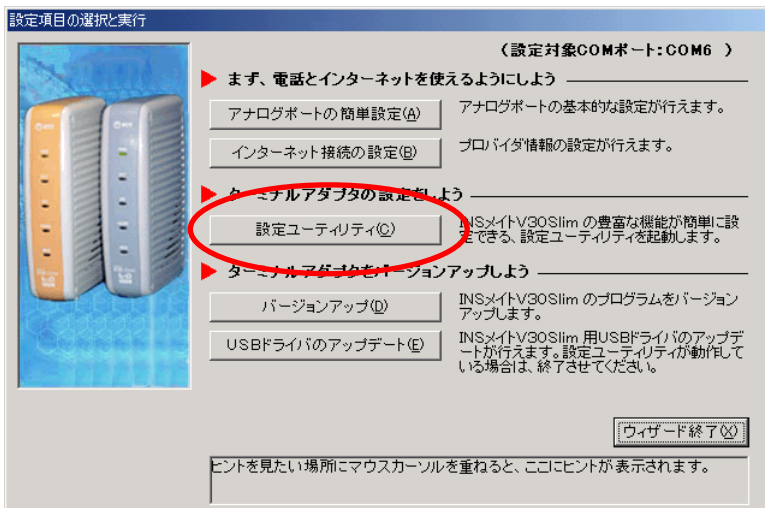 設定項目の選択と実行
(設定対象COMポート:COM6 )
まず、電話とインターネットを使えるようにしよう
アナログポートの簡単設定(A)
アナログポートの基本的な設定が行えます。
インターネット接続の設定(B)
プロバイダ情報の設定が行えます。
ターミナルアダプタの設定をしよう
設定ユーティリティ(C)
INSメイトV30Slim の豊富な機能が簡単に設
定できる、設定ユーティリティを起動します。
ターミナルアダプタをバージョンアップしよう
バージョンアップ(D)
INSメイトV30Slim のプログラムをバージョン
アップします。
USBドライバのアップデート(E)
INSメイトV30Slim 用USBドライバのアップデ
ートが行えます。設定ユーティリティが動作して
いる場合は、終了させてください。
ウィザード終了(X)
ヒントを見たい場所にマウスカーソルを重ねると、ここにヒントが表示されます。